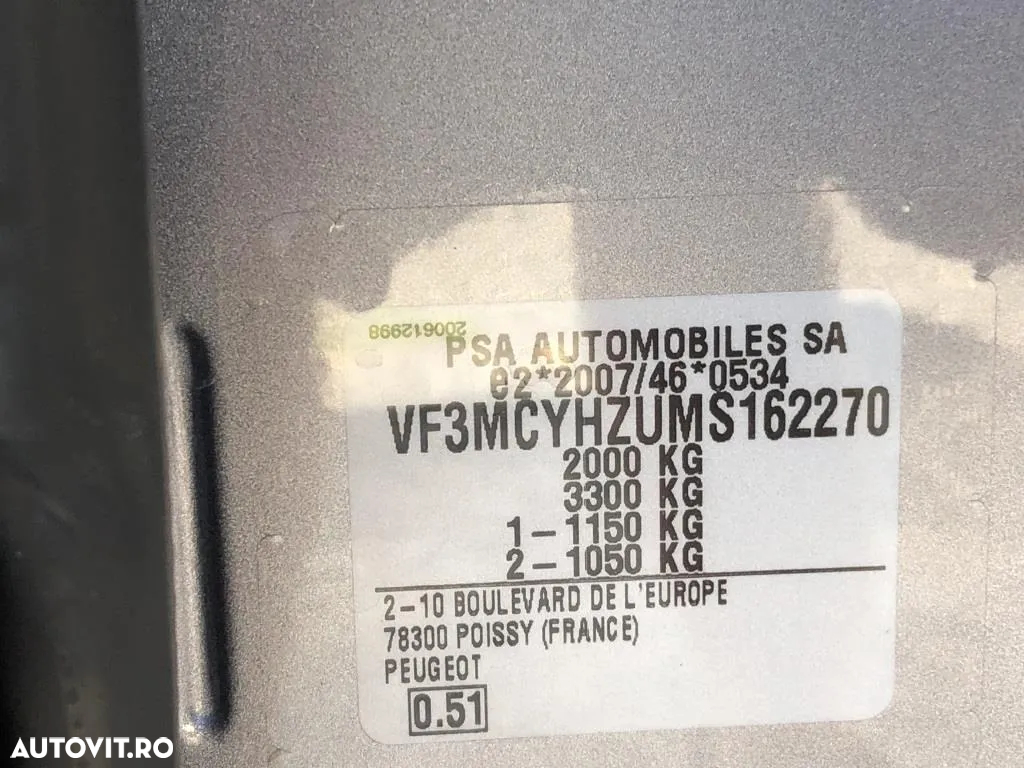 200612998
PSA AUTOMOBILES SA
e2*2007/46*0534
VF3MCYHZUMS162270
2000 KG
3300 KG
1-1150 KG
2-1050 KG
2-10 BOULEVARD DE L'EUROPE
78300 POISSY (FRANCE)
PEUGEOT
0.51
AUTOVIT.RO